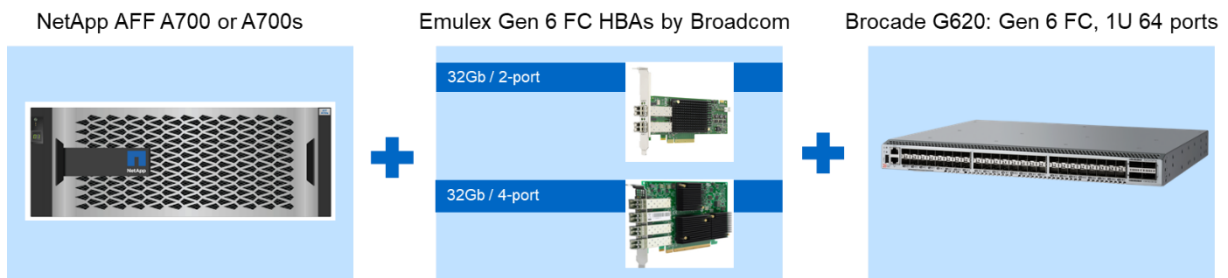 NetApp AFF A700 or A700s
Emulex Gen 6 FC HBAs by Broadcom
Brocade G620: Gen 6 FC, 1U 64 ports
32Gb / 2-port
32Gb / 4-port
NetApp